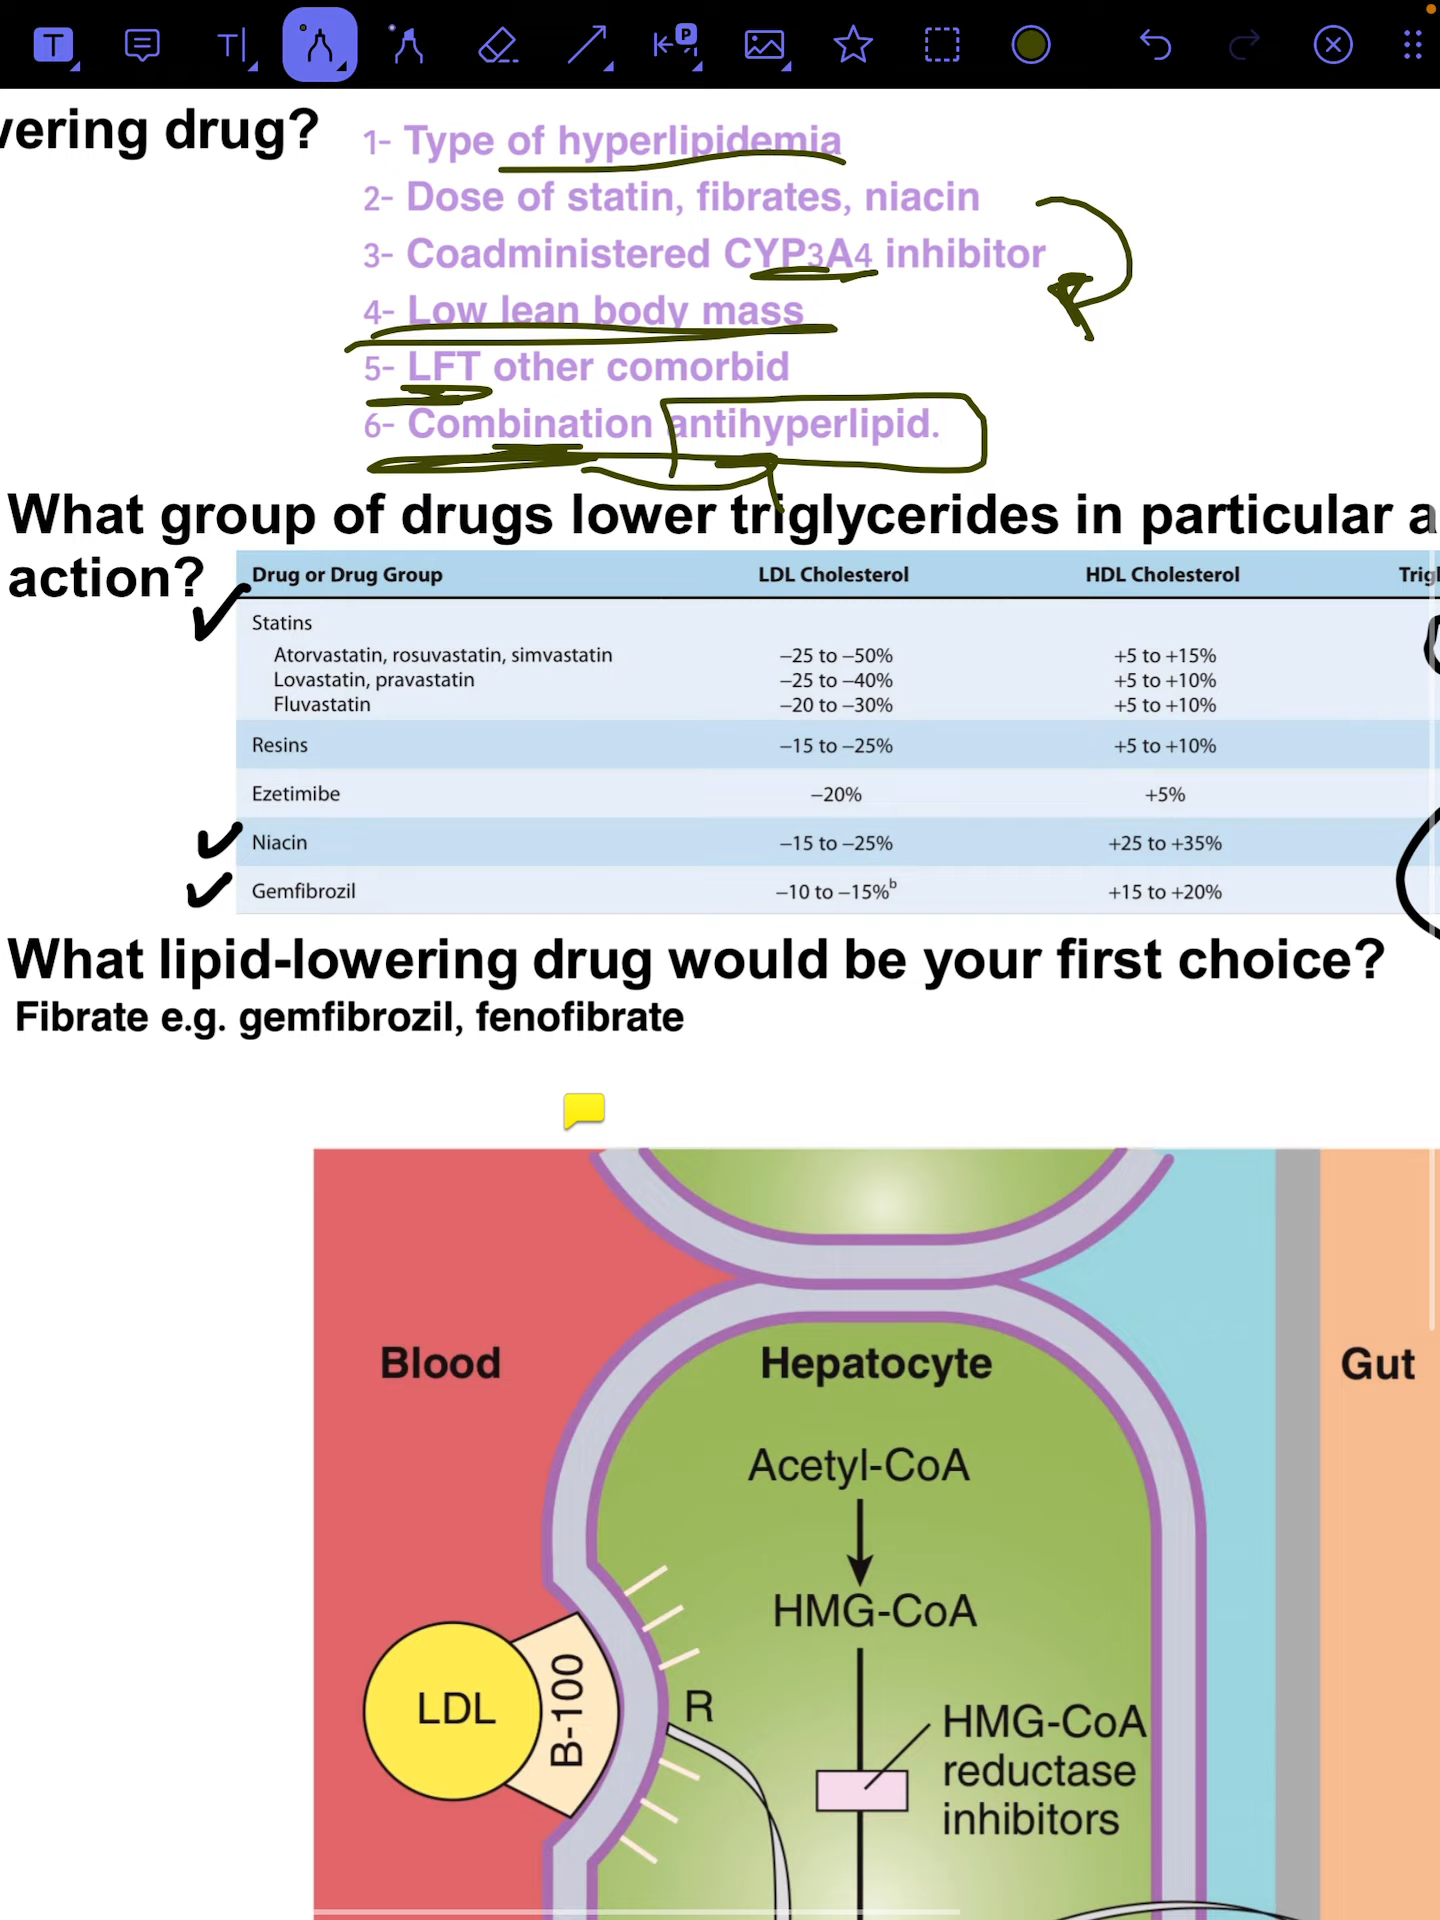 vering drug?
1- Type of hyperlipidemia
2- Dose of statin, fibrates, niacin
3- Coadministered CYP3A4 inhibitor
4- Low lean body mass
5- LFT other comorbid
6- Combination antihyperlipid.
What group of drugs lower triglycerides in particular a
action?
Drug or Drug Group LDL Cholesterol HDL Cholesterol Trigl
Statins
Atorvastatin, rosuvastatin, simvastatin −25 to −50% +5 to +15%
Lovastatin, pravastatin −25 to −40% +5 to +10%
Fluvastatin −20 to −30% +5 to +10%
Resins −15 to −25% +5 to +10%
Ezetimibe −20% +5%
Niacin −15 to −25% +25 to +35%
Gemfibrozil −10 to −15%b +15 to +20%
What lipid-lowering drug would be your first choice?
Fibrate e.g. gemfibrozil, fenofibrate
Blood Hepatocyte Gut
Acetyl-CoA
HMG-CoA
LDL B-100 R
HMG-CoA
reductase
inhibitors